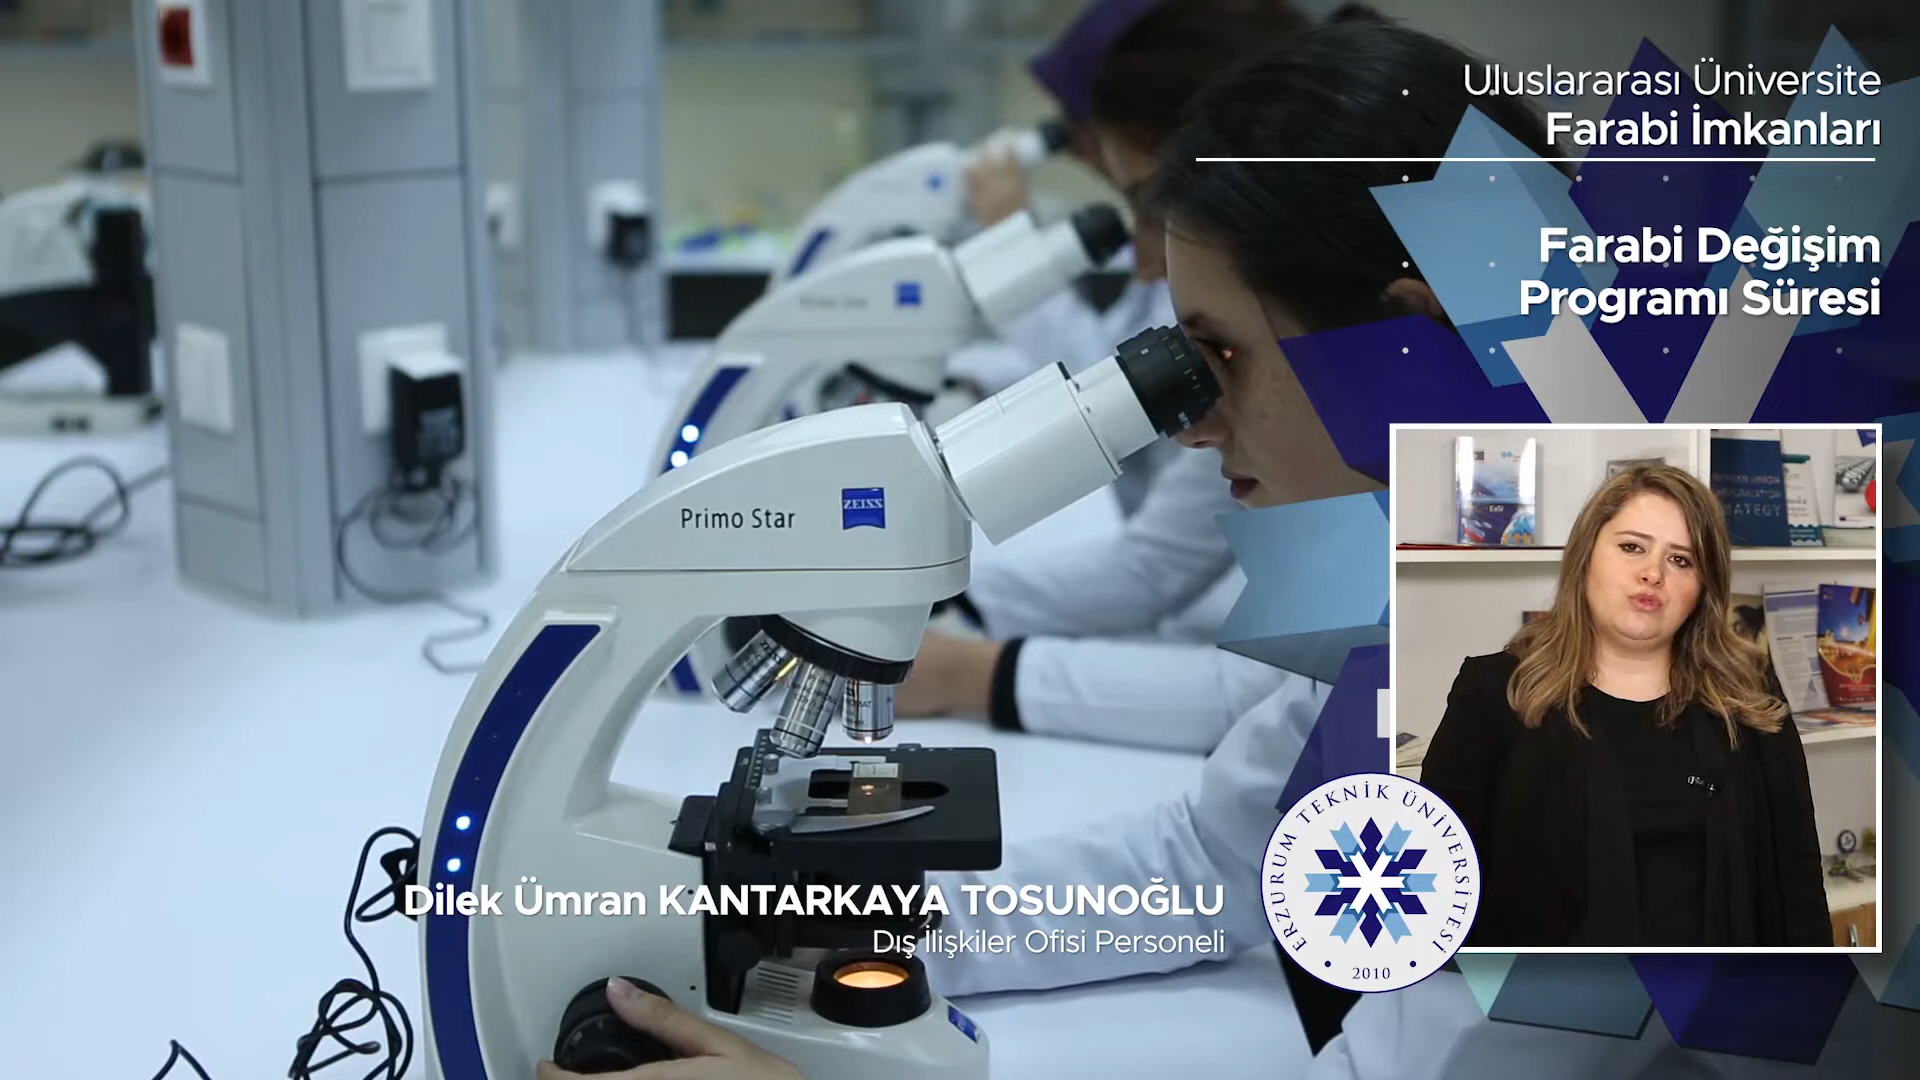 Uluslararası Üniversite
Farabi İmkanları
Farabi Değişim
Programı Süresi
Primo Star
ZEISS
STRATEGY
Dilek Ümran KANTARKAYA TOSUNOĞLU
Dış İlişkiler Ofisi Personeli
ERZURUM TEKNİK ÜNİVERSİTESİ
2010